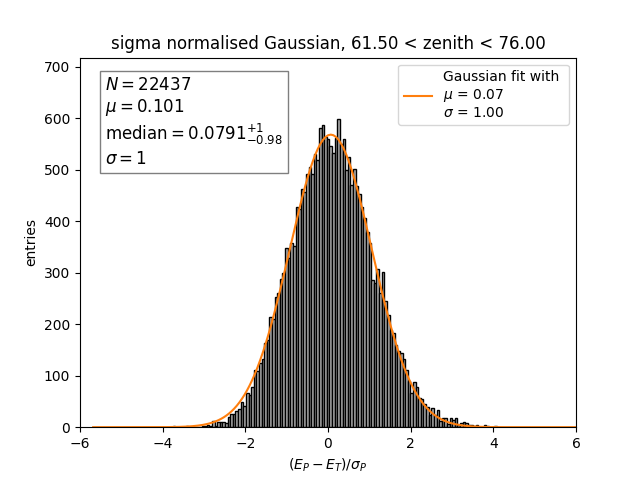 sigma normalised Gaussian, 61.50 < zenith < 76.00
N = 22437
μ = 0.101
median = 0.0791 +1 −0.98
σ = 1
Gaussian fit with
μ = 0.07
σ = 1.00
entries
700
600
500
400
300
200
100
0
−6 −4 −2 0 2 4 6
(E_P − E_T)/σ_P